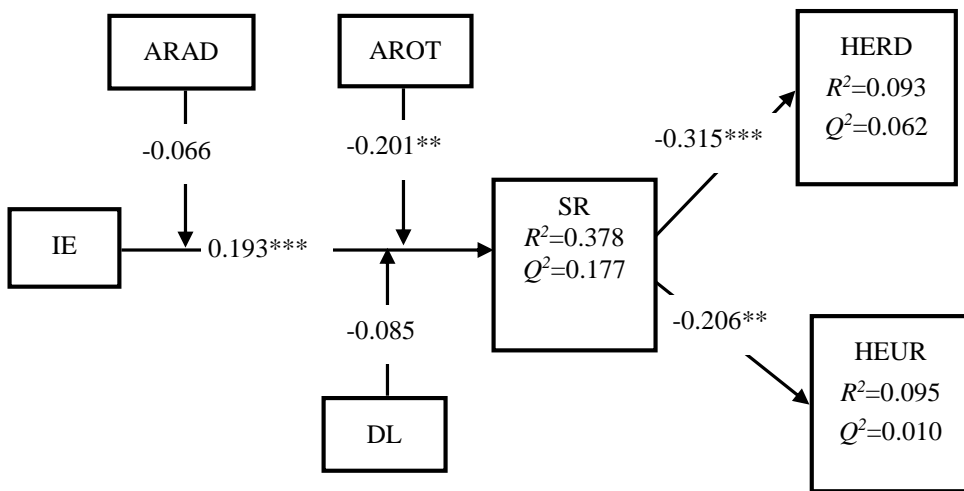 ARAD
AROT
HERD
R²=0.093
Q²=0.062
-0.066
-0.201**
-0.315***
IE
0.193***
SR
R²=0.378
Q²=0.177
-0.085
-0.206**
HEUR
R²=0.095
Q²=0.010
DL